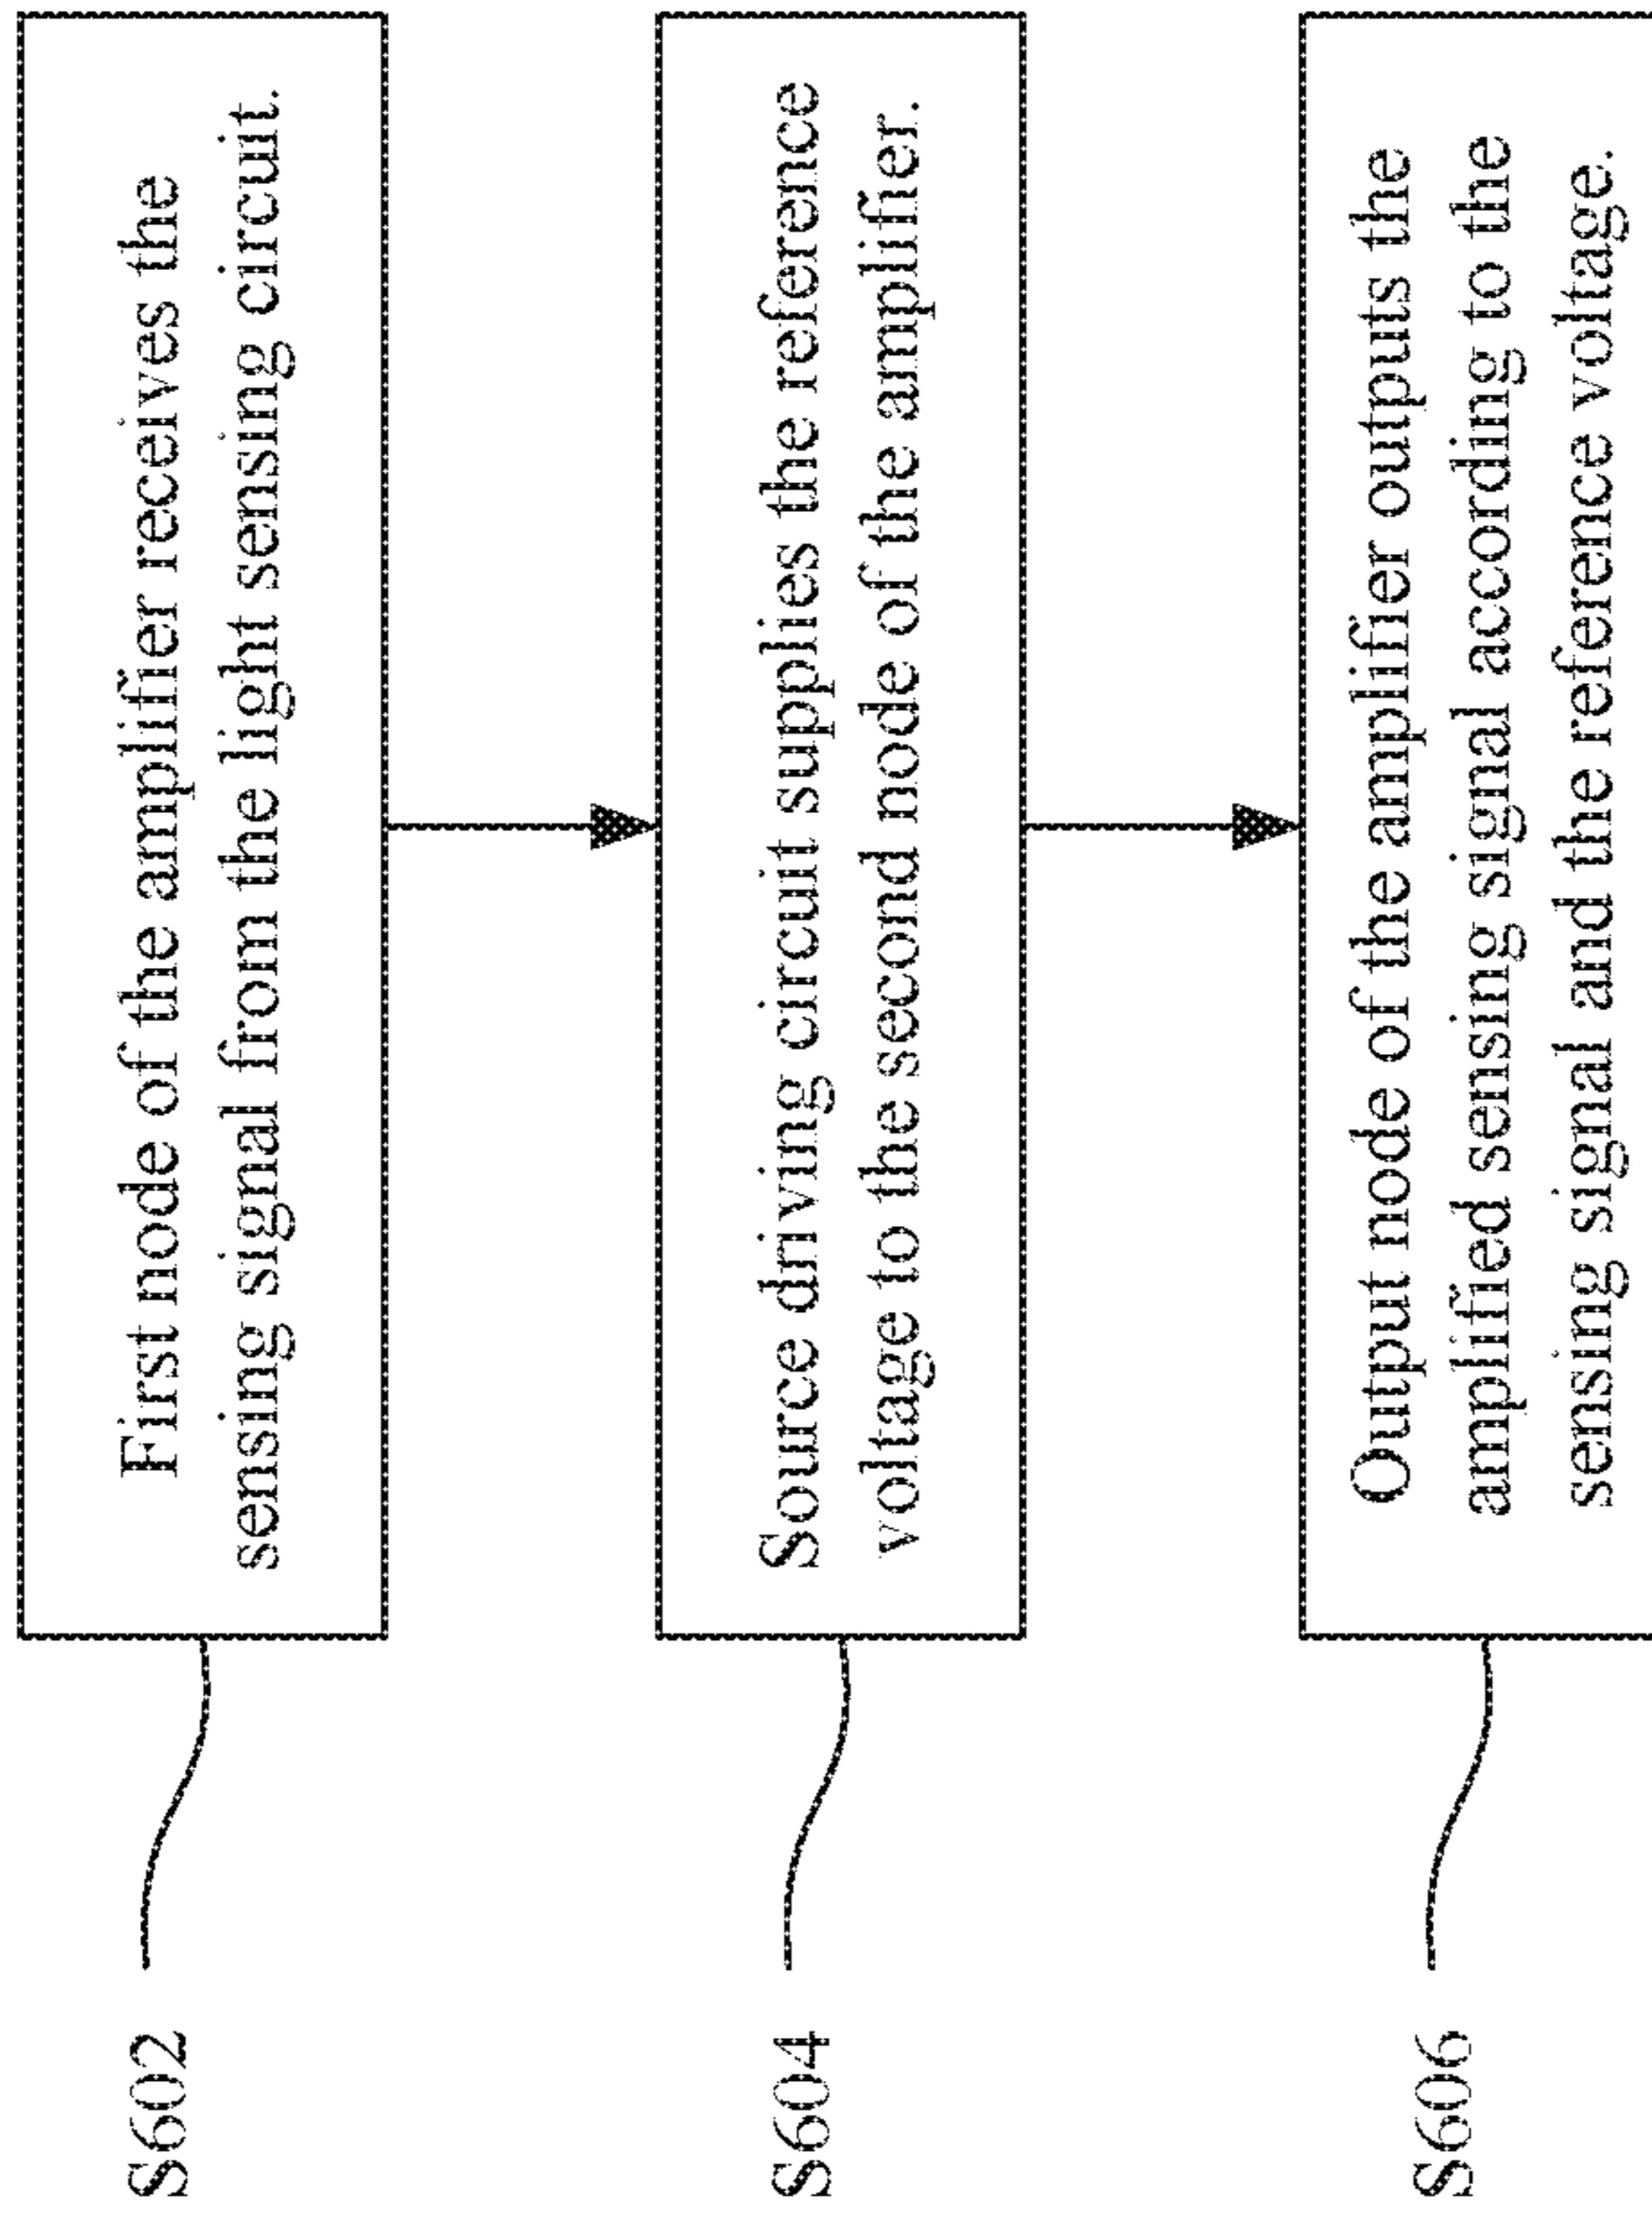 S602
First node of the amplifier receives the
sensing signal from the light sensing circuit.
S604
Source driving circuit supplies the reference
voltage to the second node of the amplifier.
S606
Output node of the amplifier outputs the
amplified sensing signal according to the
sensing signal and the reference voltage.